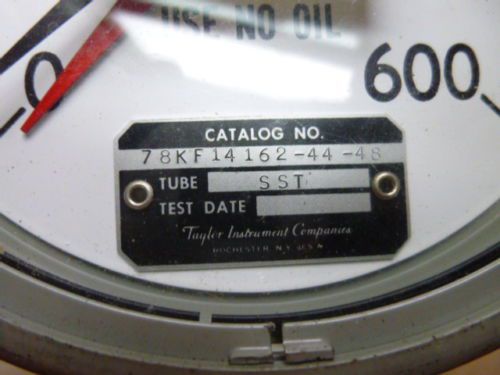 USE NO OIL
0
600
CATALOG NO.
78KF14162-44-48
TUBE SST
TEST DATE
Taylor Instrument Companies
ROCHESTER, N.Y. U.S.A.